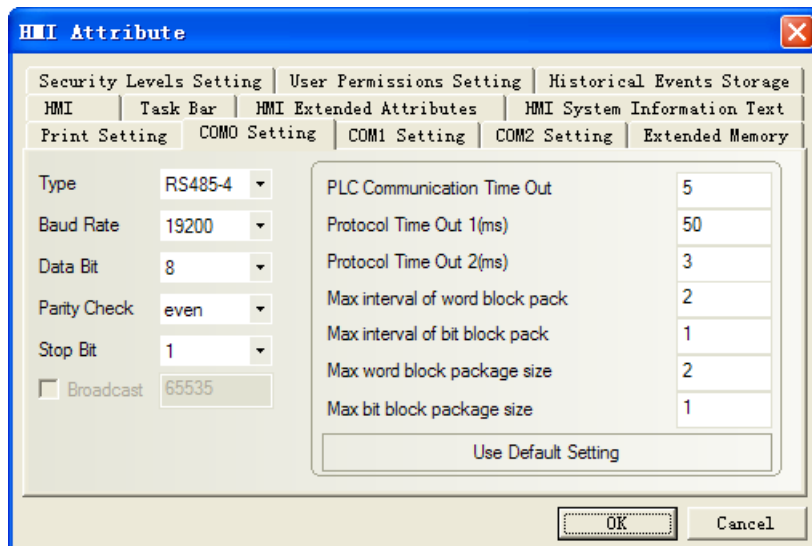 HMI Attribute
Security Levels Setting User Permissions Setting Historical Events Storage
HMI Task Bar HMI Extended Attributes HMI System Information Text
Print Setting COM0 Setting COM1 Setting COM2 Setting Extended Memory
Type RS485-4
Baud Rate 19200
Data Bit 8
Parity Check even
Stop Bit 1
Broadcast 65535
PLC Communication Time Out 5
Protocol Time Out 1(ms) 50
Protocol Time Out 2(ms) 3
Max interval of word block pack 2
Max interval of bit block pack 1
Max word block package size 2
Max bit block package size 1
Use Default Setting
OK Cancel